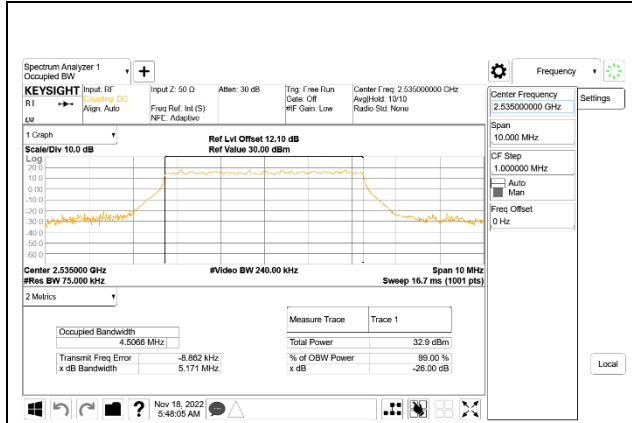 Spectrum Analyzer 1
Occupied BW
Frequency
KEYSIGHT
Input: RF
Input Z: 50 Ω
Atten: 30 dB
Trig: Free Run
Center Freq: 2.535000000 GHz
RL
Coupling: DC
Gate: Off
Avg|Hold: 10/10
Align: Auto
Freq Ref: Int (S)
#IF Gain: Low
Radio Std: None
NFE: Adaptive
Center Frequency
2.535000000 GHz
Settings
Span
10.000 MHz
CF Step
1.000000 MHz
Auto
Man
Freq Offset
0 Hz
1 Graph
Ref Lvl Offset 12.10 dB
Scale/Div 10.0 dB
Ref Value 30.00 dBm
Log
20.0
10.0
0.00
-10.0
-20.0
-30.0
-40.0
-50.0
-60.0
Center 2.535000 GHz
#Video BW 240.00 kHz
Span 10 MHz
#Res BW 75.000 kHz
Sweep 16.7 ms (1001 pts)
2 Metrics
Measure Trace
Trace 1
Occupied Bandwidth
4.5066 MHz
Total Power
32.9 dBm
Transmit Freq Error
-8.862 kHz
% of OBW Power
99.00 %
x dB Bandwidth
5.171 MHz
x dB
-26.00 dB
Local
Nov 18, 2022
5:48:05 AM